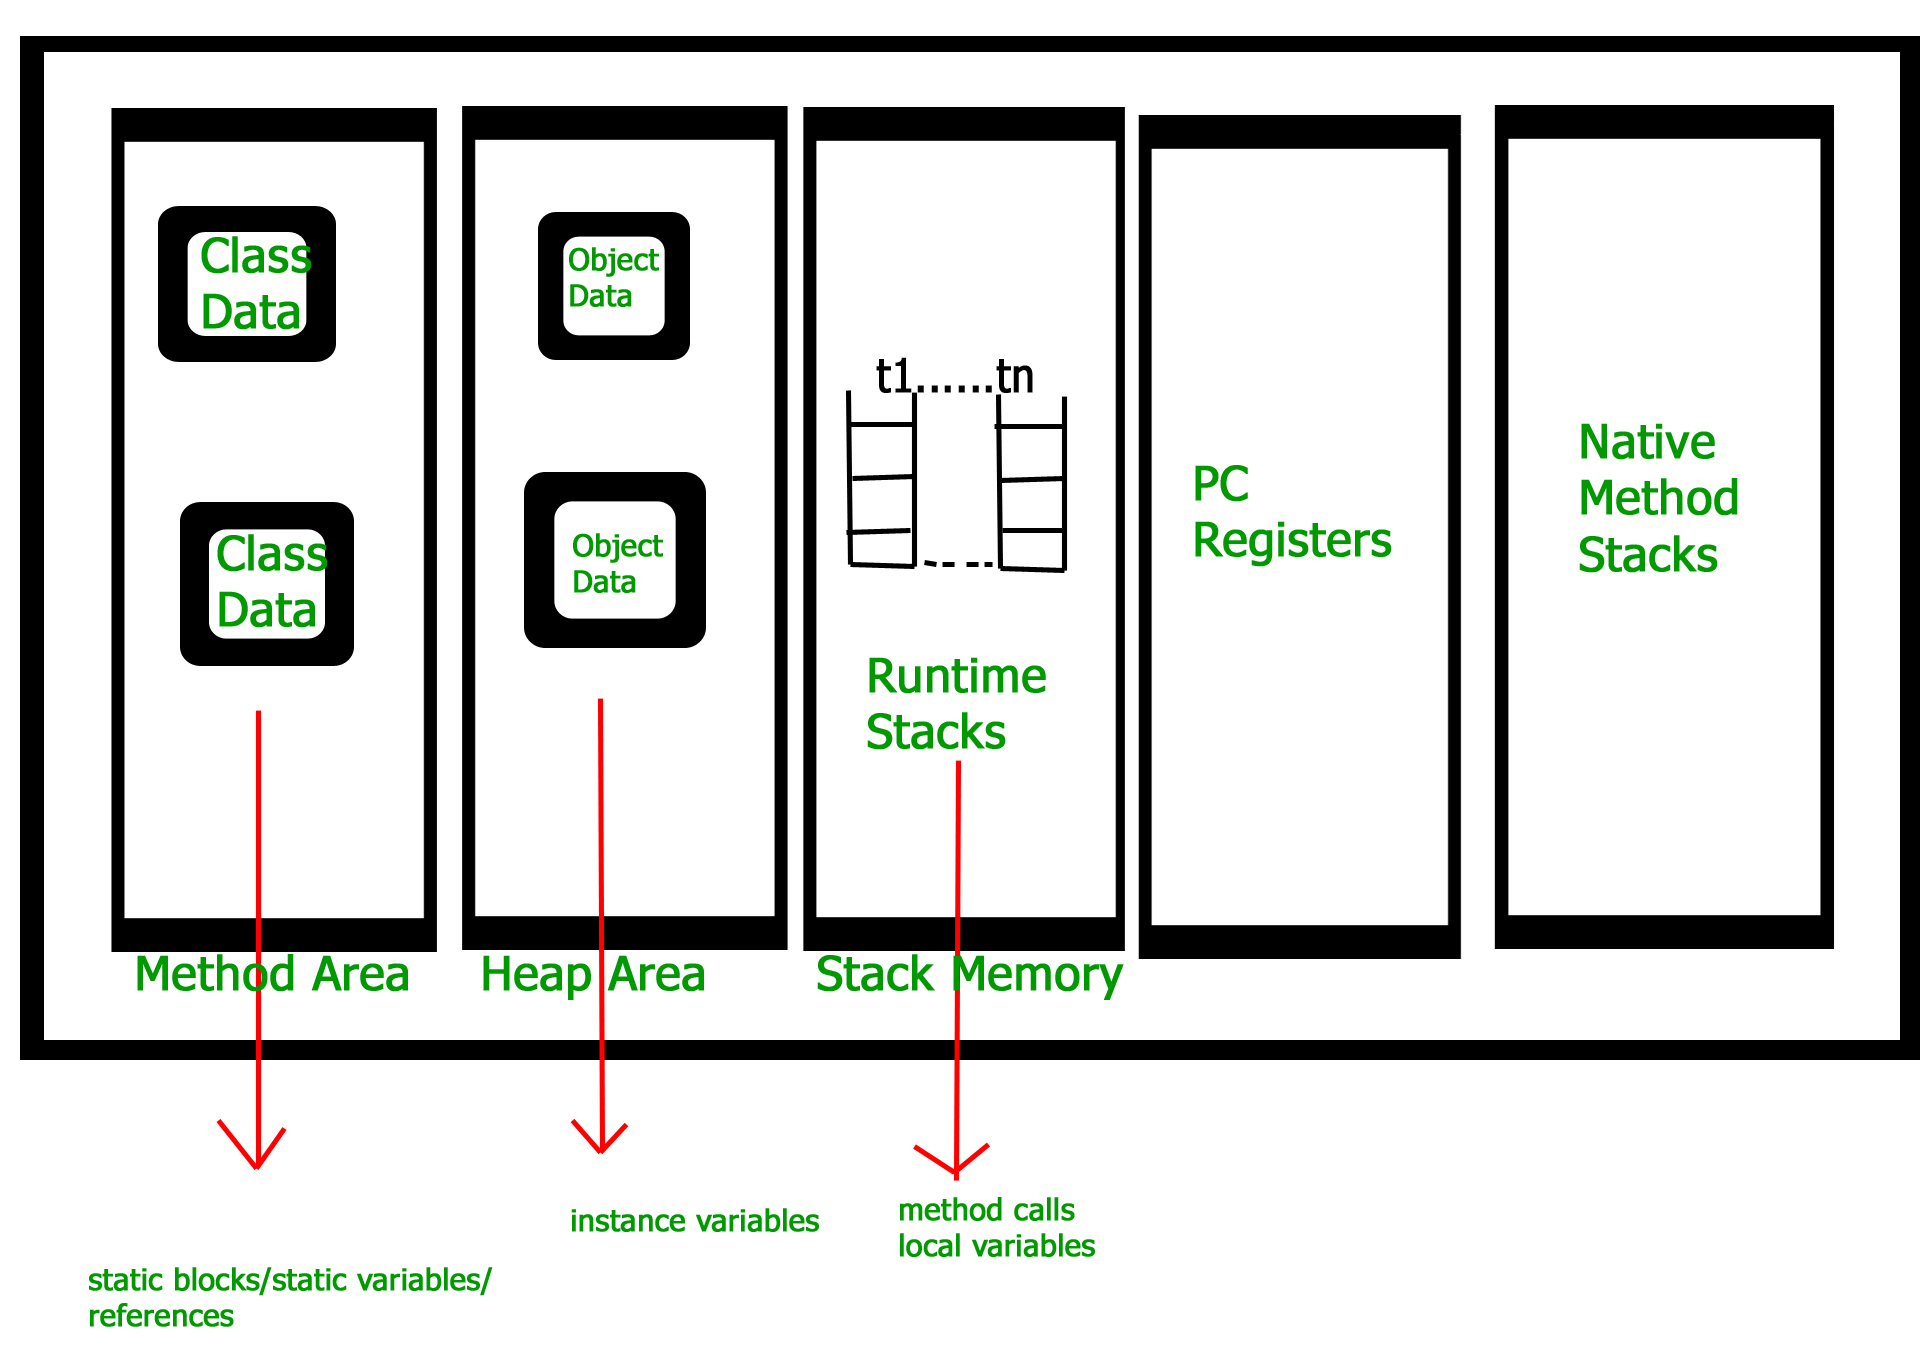 Class
Data
Class
Data
Method Area
static blocks/static variables/
references
Object
Data
Object
Data
Heap Area
instance variables
t1......tn
Runtime
Stacks
Stack Memory
method calls
local variables
PC
Registers
Native
Method
Stacks